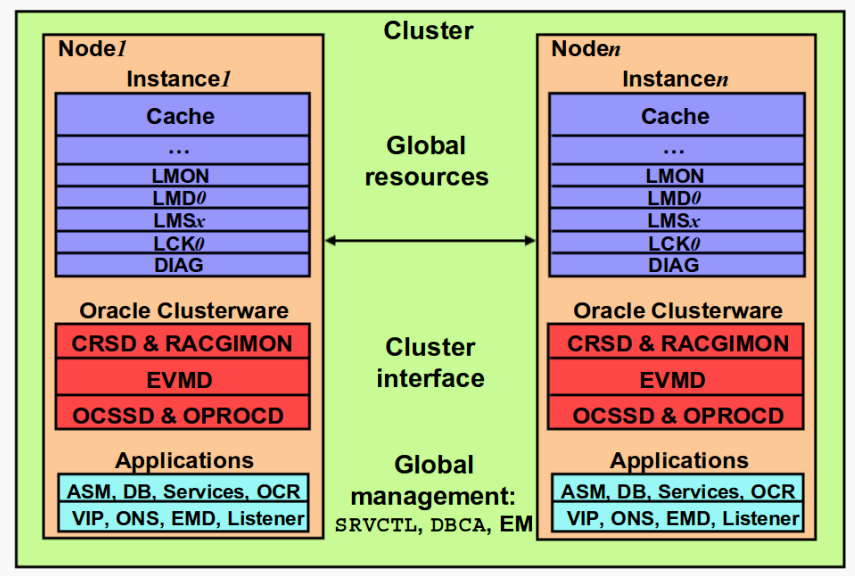 Cluster
Node1
Instance1
Cache
...
LMON
LMD0
LMSx
LCK0
DIAG
Oracle Clusterware
CRSD & RACGIMON
EVMD
OCSSD & OPROCD
Applications
ASM, DB, Services, OCR
VIP, ONS, EMD, Listener
Global
resources
Cluster
interface
Global
management:
SRVCTL, DBCA, EM
Noden
Instancen
Cache
...
LMON
LMD0
LMSx
LCK0
DIAG
Oracle Clusterware
CRSD & RACGIMON
EVMD
OCSSD & OPROCD
Applications
ASM, DB, Services, OCR
VIP, ONS, EMD, Listener